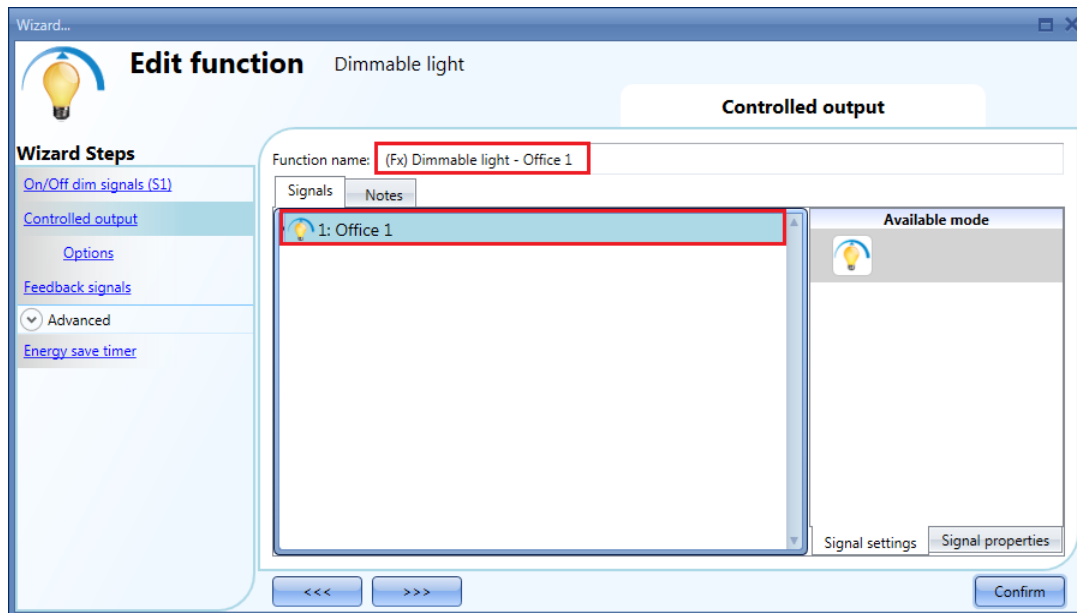 Wizard...
Edit function Dimmable light
Controlled output
Wizard Steps
On/Off dim signals (S1)
Controlled output
Options
Feedback signals
Advanced
Energy save timer
Function name: (Fx) Dimmable light - Office 1
Signals Notes
1: Office 1
Available mode
Signal settings Signal properties
<<< >>> Confirm